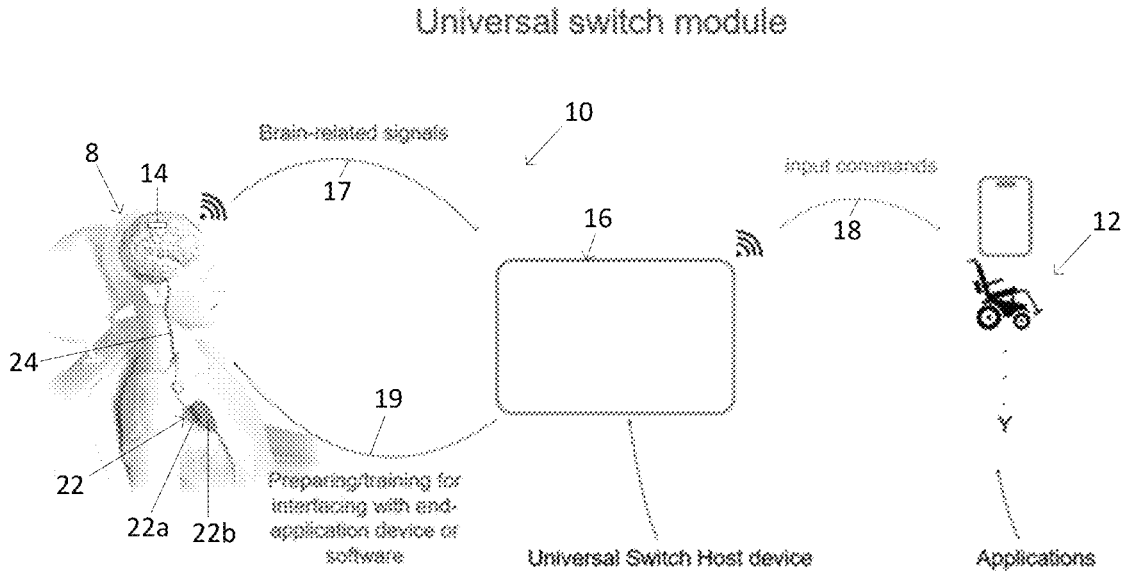 Universal switch module
Brain-related signals
10
8
14
17
input commands
18
16
12
24
19
22
22a
22b
Preparing/training for
interfacing with end-
application device or
software
Y
Universal Switch Host device
Applications